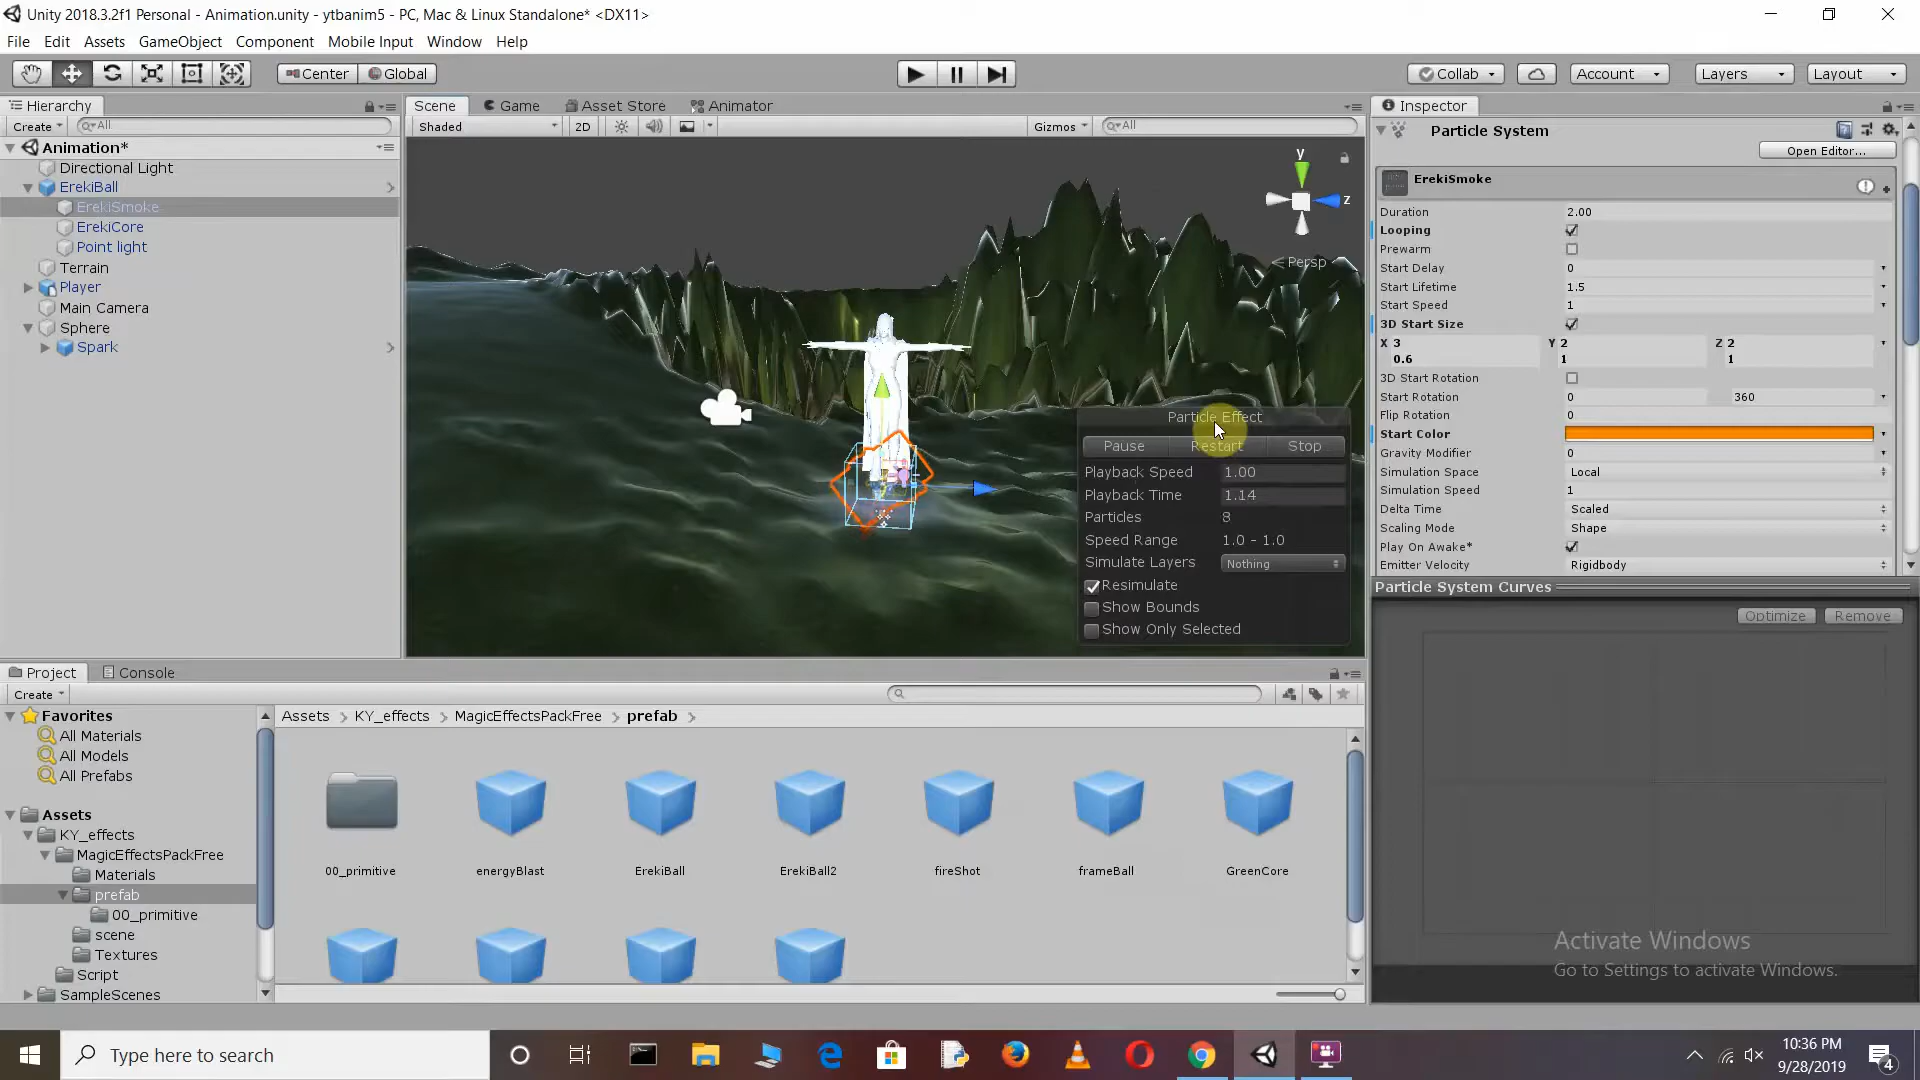 Unity 2018.3.2f1 Personal - Animation.unity - ytbanim5 - PC, Mac & Linux Standalone* <DX11>
File Edit Assets GameObject Component Mobile Input Window Help
Center Global Collab Account Layers Layout
Hierarchy
Create All
Animation*
Directional Light
ErekiBall
ErekiSmoke
ErekiCore
Point light
Terrain
Player
Main Camera
Sphere
Spark
Scene Game Asset Store Animator
Shaded 2D Gizmos All
y
z
Persp
Particle Effect
Pause Restart Stop
Playback Speed 1.00
Playback Time 1.14
Particles 8
Speed Range 1.0 - 1.0
Simulate Layers Nothing
Resimulate
Show Bounds
Show Only Selected
Inspector
Particle System
Open Editor...
ErekiSmoke
Duration 2.00
Looping
Prewarm
Start Delay 0
Start Lifetime 1.5
Start Speed 1
3D Start Size
X 3 Y 2 Z 2
0.6 1 1
3D Start Rotation
Start Rotation 0 360
Flip Rotation 0
Start Color
Gravity Modifier 0
Simulation Space Local
Simulation Speed 1
Delta Time Scaled
Scaling Mode Shape
Play On Awake*
Emitter Velocity Rigidbody
Particle System Curves
Optimize Remove
Project Console
Create
Favorites
All Materials
All Models
All Prefabs
Assets
KY_effects
MagicEffectsPackFree
Materials
prefab
00_primitive
scene
Textures
Script
SampleScenes
Assets KY_effects MagicEffectsPackFree prefab
00_primitive energyBlast ErekiBall ErekiBall2 fireShot frameBall GreenCore
Activate Windows
Go to Settings to activate Windows.
Type here to search
10:36 PM
9/28/2019
4